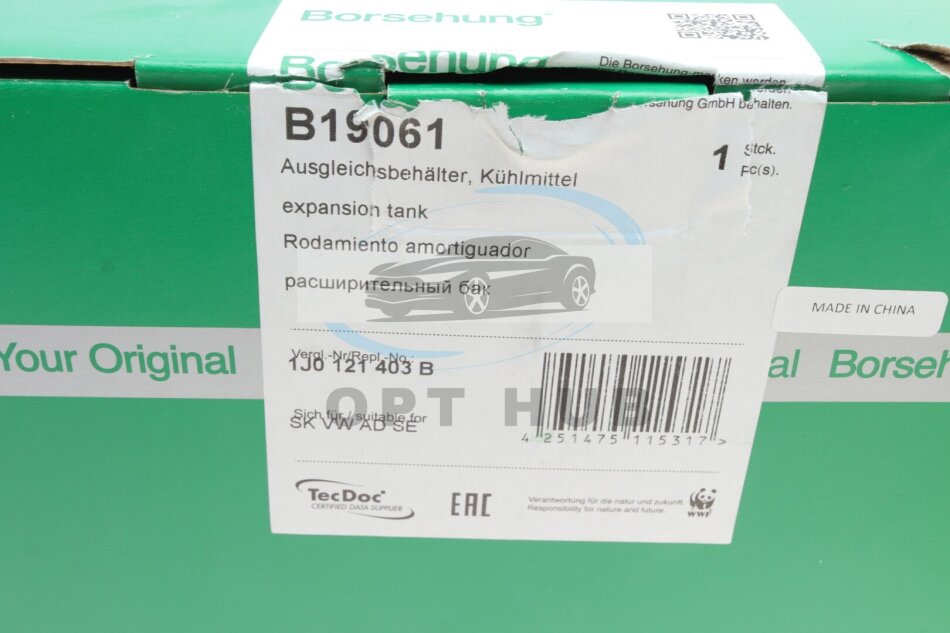 Borsehung
Borsehung
Die Borsehung
GmbH behalten.
B19061
1 Stck.
pc(s).
Ausgleichsbehälter, Kühlmittel
expansion tank
Rodamiento amortiguador
расширительный бак
MADE IN CHINA
Your Original
al Borseh
Vergl.-Nr/Repl.-No.:
1J0 121 403 B
OPT HUB
Sich für / suitable for
SK VW AD SE
4 251475 115317 >
TecDoc
CERTIFIED DATA SUPPLIER
EAC
Verantwortung für die natur und zukunft.
Responsibility for nature and future.
WWF